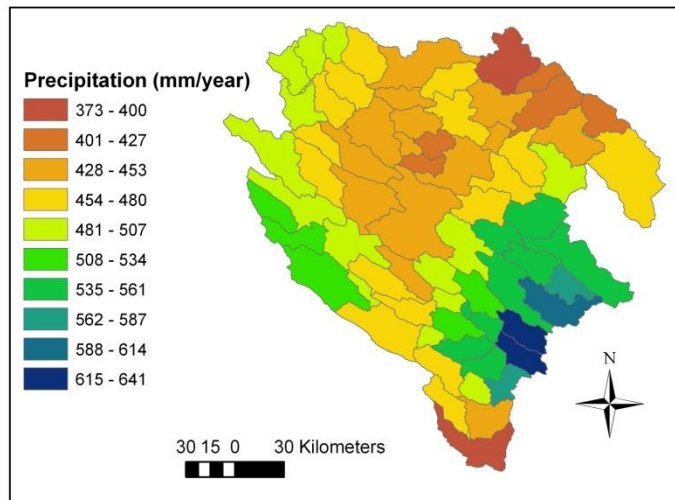 Precipitation (mm/year)
373 - 400
401 - 427
428 - 453
454 - 480
481 - 507
508 - 534
535 - 561
562 - 587
588 - 614
615 - 641
N
30 15 0 30 Kilometers